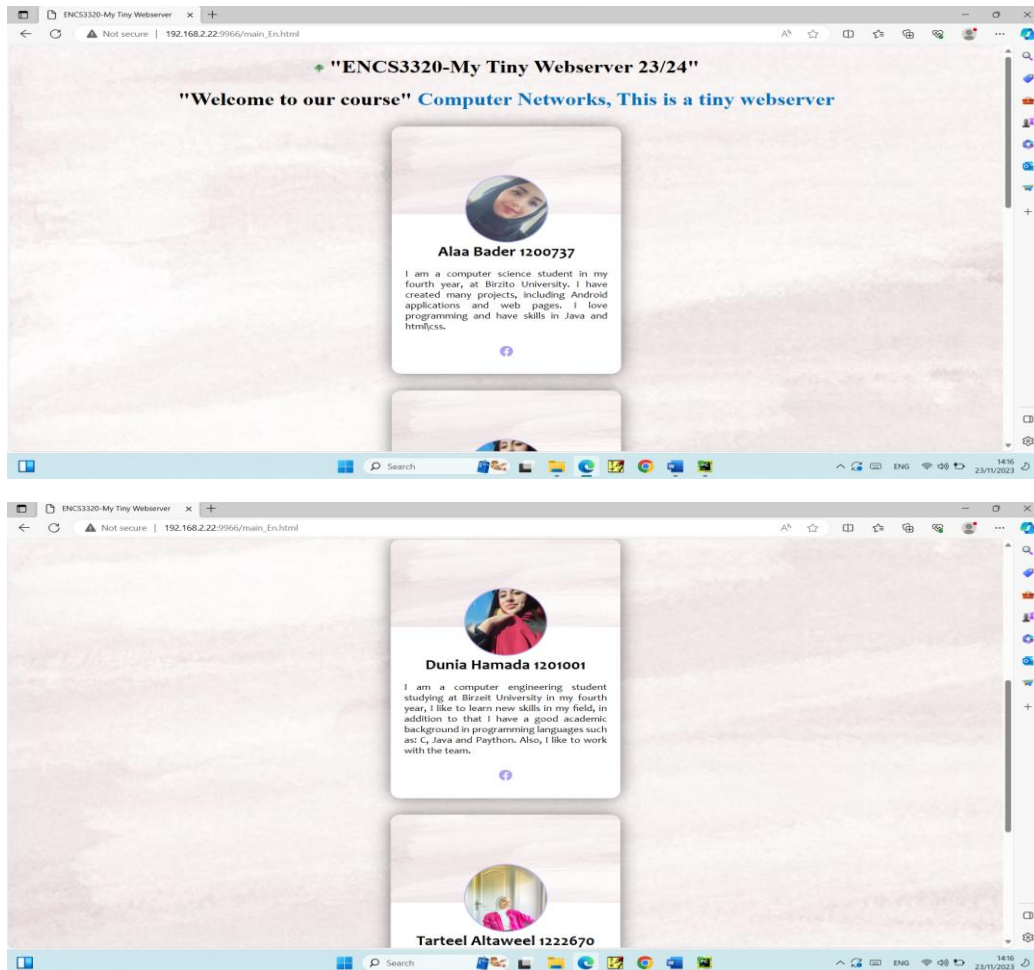 ENCS3320-My Tiny Webserver
Not secure | 192.168.2.22:9966/main_En.html
"ENCS3320-My Tiny Webserver 23/24"
"Welcome to our course" Computer Networks, This is a tiny webserver
Alaa Bader 1200737
I am a computer science student in my
fourth year, at Birzito University. I have
created many projects, including Android
applications and web pages. I love
programming and have skills in Java and
html\css.
Search
ENG
14:16
23/11/2023
ENCS3320-My Tiny Webserver
Not secure | 192.168.2.22:9966/main_En.html
Dunia Hamada 1201001
I am a computer engineering student
studying at Birzeit University in my fourth
year, I like to learn new skills in my field, in
addition to that I have a good academic
background in programming languages such
as: C, Java and Paython. Also, I like to work
with the team.
Tarteel Altaweel 1222670
Search
ENG
14:16
23/11/2023